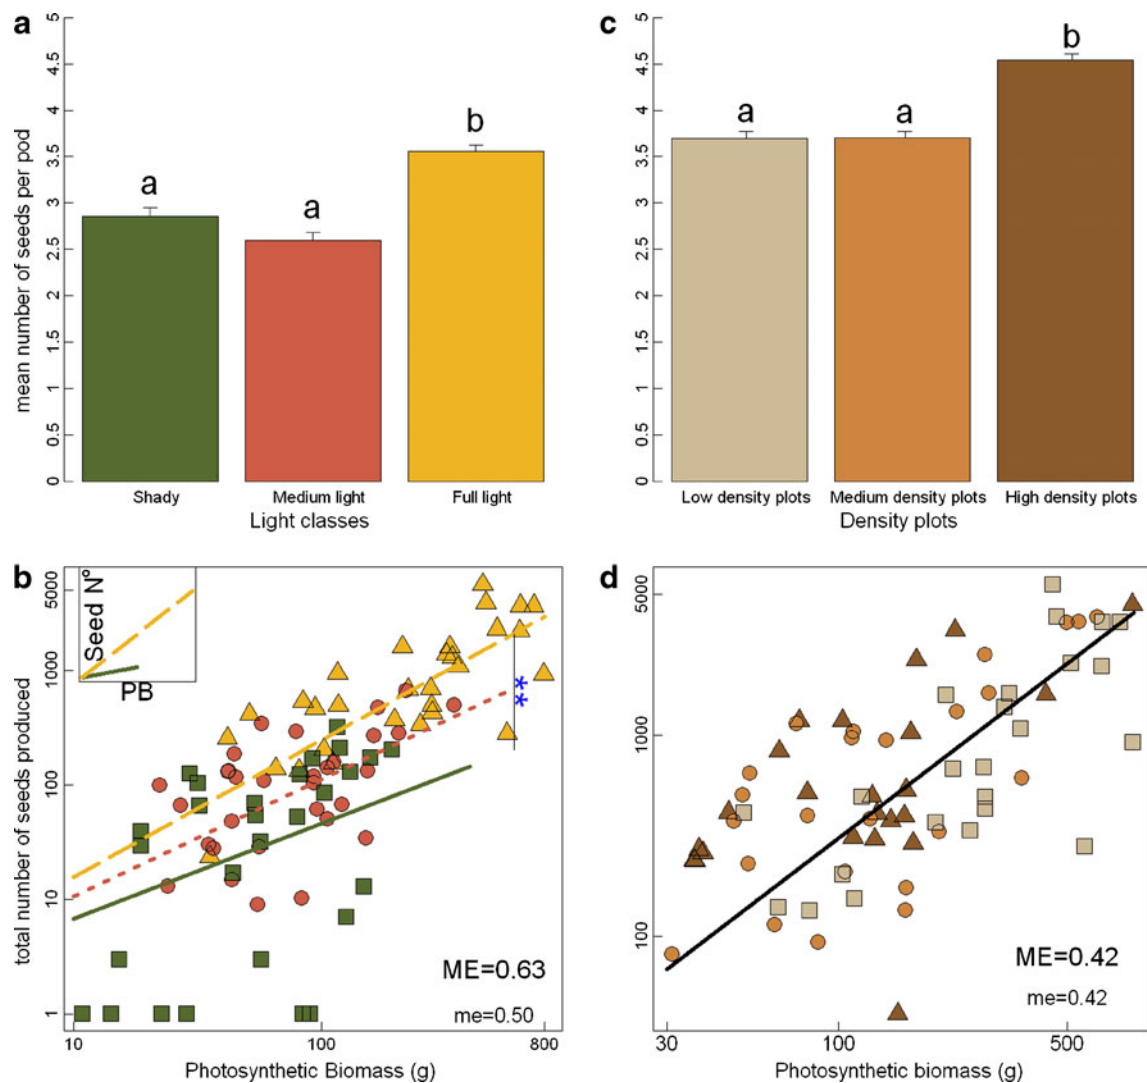 a
mean number of seeds per pod
5
4.5
4
3.5
3
2.5
2
1.5
1
0.5
0
a
a
b
Shady
Medium light
Full light
Light classes
c
5
4.5
4
3.5
3
2.5
2
1.5
1
0.5
0
a
a
b
Low density plots
Medium density plots
High density plots
Density plots
b
total number of seeds produced
5000
1000
100
10
1
Seed N°
PB
**
ME=0.63
me=0.50
10
100
800
Photosynthetic Biomass (g)
d
5000
1000
100
ME=0.42
me=0.42
30
100
500
Photosynthetic biomass (g)